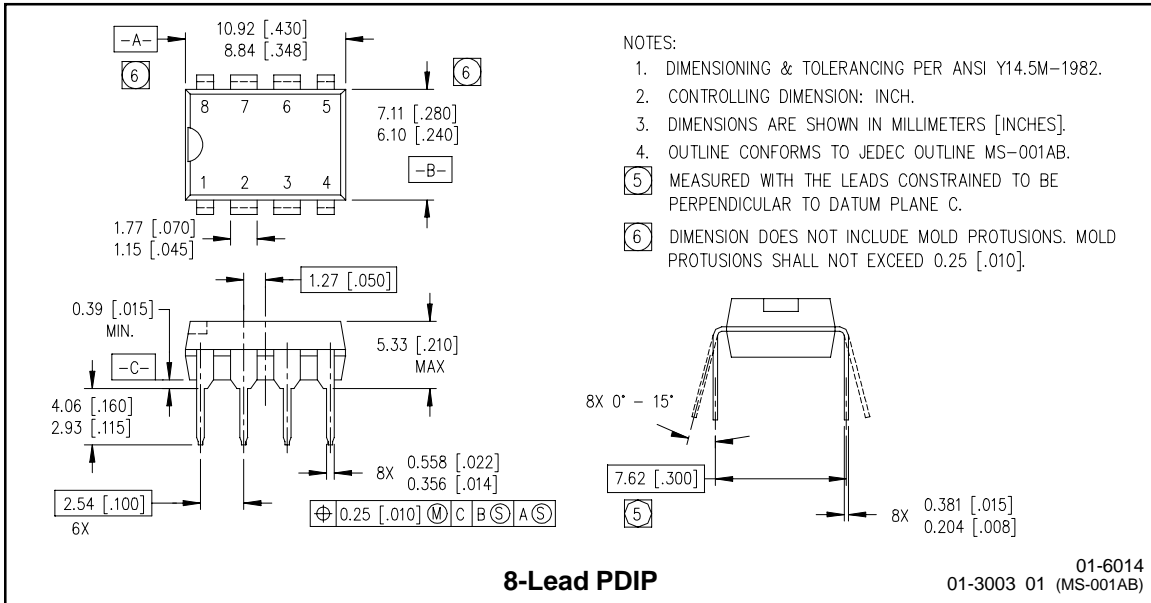 -A-
10.92 [.430]
8.84 [.348]
6
6
8 7 6 5
1 2 3 4
7.11 [.280]
6.10 [.240]
-B-
1.77 [.070]
1.15 [.045]
1.27 [.050]
0.39 [.015]
MIN.
-C-
5.33 [.210]
MAX
4.06 [.160]
2.93 [.115]
2.54 [.100]
6X
8X 0.558 [.022]
0.356 [.014]
⌖ 0.25 [.010] Ⓜ C B Ⓢ A Ⓢ
NOTES:
1. DIMENSIONING & TOLERANCING PER ANSI Y14.5M-1982.
2. CONTROLLING DIMENSION: INCH.
3. DIMENSIONS ARE SHOWN IN MILLIMETERS [INCHES].
4. OUTLINE CONFORMS TO JEDEC OUTLINE MS-001AB.
5 MEASURED WITH THE LEADS CONSTRAINED TO BE
PERPENDICULAR TO DATUM PLANE C.
6 DIMENSION DOES NOT INCLUDE MOLD PROTUSIONS. MOLD
PROTUSIONS SHALL NOT EXCEED 0.25 [.010].
8X 0° - 15°
7.62 [.300]
5
8X 0.381 [.015]
0.204 [.008]
8-Lead PDIP
01-6014
01-3003 01 (MS-001AB)